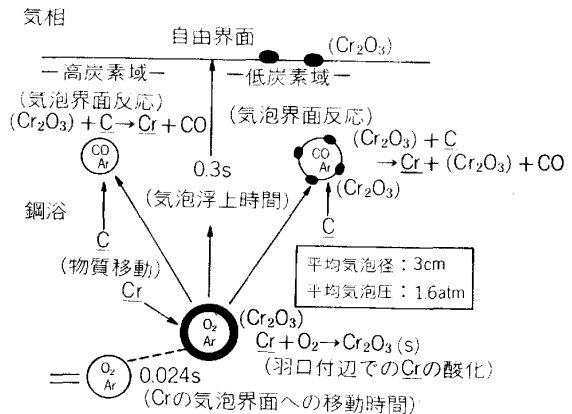 気相
自由界面
(Cr₂O₃)
ー高炭素域ー
ー低炭素域ー
(気泡界面反応)
(Cr₂O₃)+C→Cr+CO
(気泡界面反応)
(Cr₂O₃)+C
→Cr+(Cr₂O₃)+CO
CO
Ar
CO
Ar
(Cr₂O₃)
0.3s
(気泡浮上時間)
鋼浴
C
C
(物質移動)
Cr
平均気泡径:3cm
平均気泡圧:1.6atm
O₂
Ar
(Cr₂O₃)
Cr+O₂→Cr₂O₃(s)
(羽口付辺でのCrの酸化)
O₂
Ar
0.024s
(Crの気泡界面への移動時間)